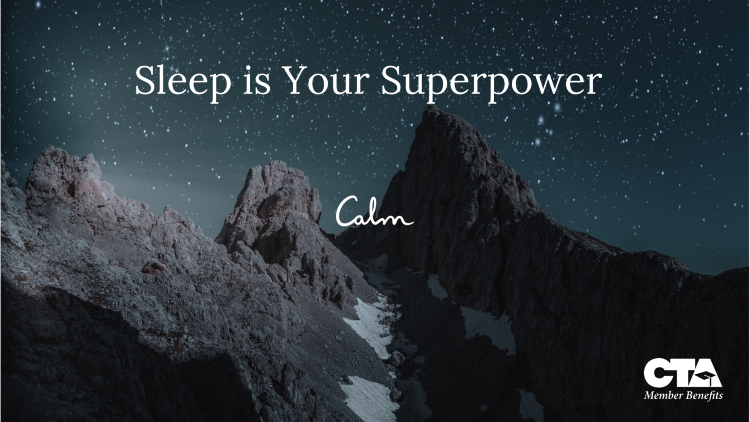 Sleep is Your Superpower
Calm
CTA
Member Benefits